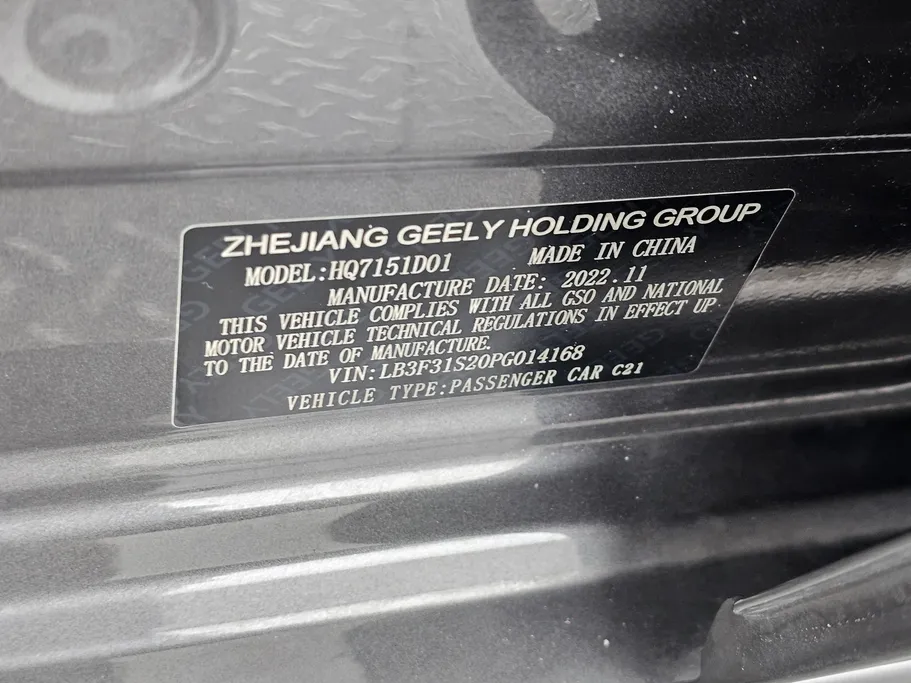 ZHEJIANG GEELY HOLDING GROUP
MODEL:HQ7151D01 MADE IN CHINA
MANUFACTURE DATE: 2022.11
THIS VEHICLE COMPLIES WITH ALL GSO AND NATIONAL
MOTOR VEHICLE TECHNICAL REGULATIONS IN EFFECT UP
TO THE DATE OF MANUFACTURE.
VIN:LB3F31S20PG014168
VEHICLE TYPE:PASSENGER CAR C21